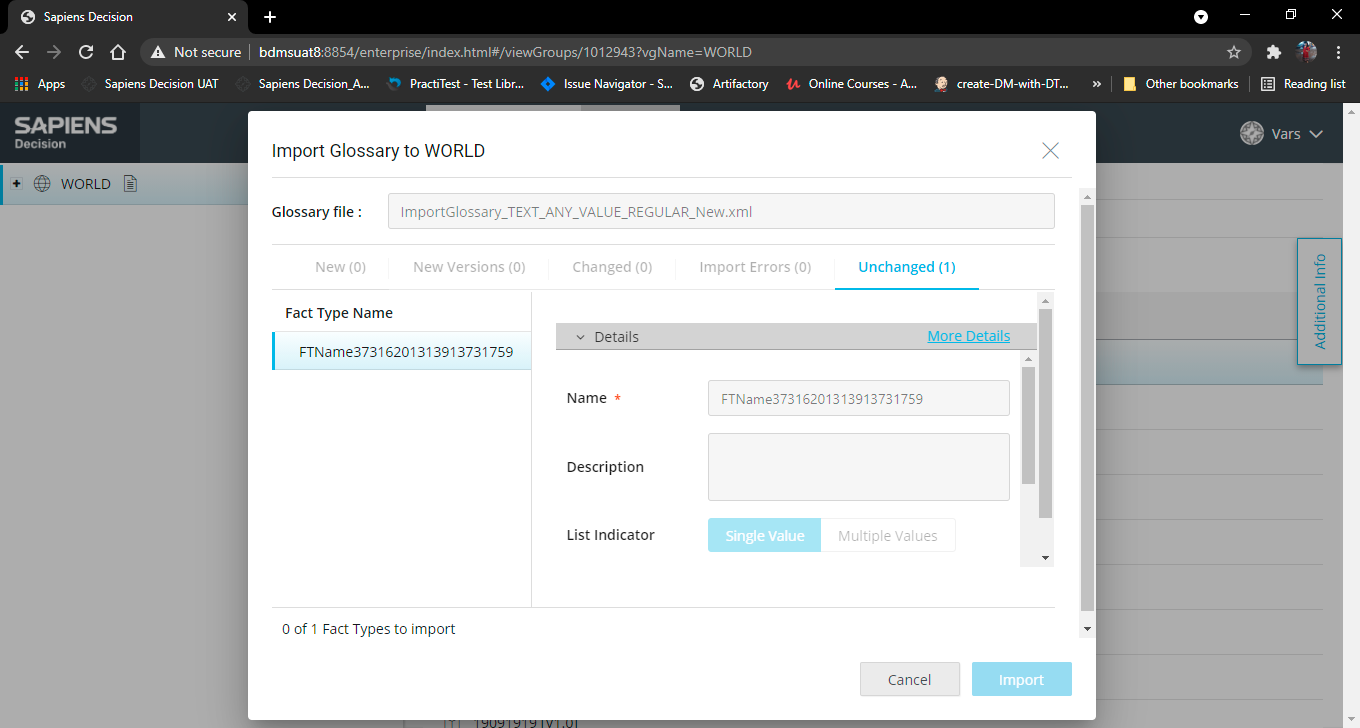 Sapiens Decision
Not secure bdmsuat8:8854/enterprise/index.html#/viewGroups/1012943?vgName=WORLD
Apps Sapiens Decision UAT Sapiens Decision_A... PractiTest - Test Libr... Issue Navigator - S... Artifactory Online Courses - A... create-DM-with-DT... » Other bookmarks Reading list
SAPIENS
Decision
Vars
WORLD
Import Glossary to WORLD
Glossary file : ImportGlossary_TEXT_ANY_VALUE_REGULAR_New.xml
New (0) New Versions (0) Changed (0) Import Errors (0) Unchanged (1)
Additional Info
Fact Type Name
FTName37316201313913731759
Details More Details
Name * FTName37316201313913731759
Description
List Indicator Single Value Multiple Values
0 of 1 Fact Types to import
Cancel Import